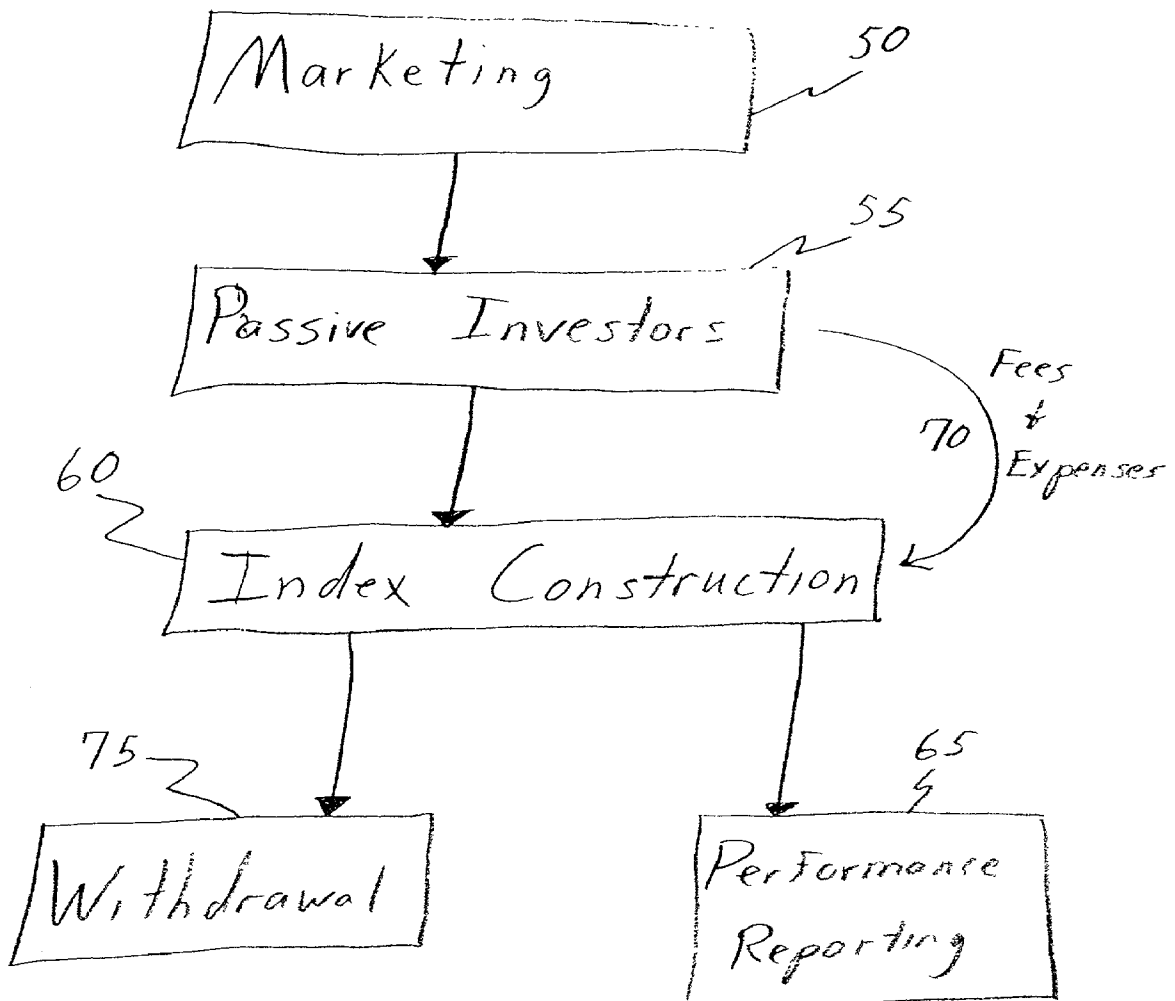 Marketing
50
55
Passive Investors
Fees
70
&
Expenses
60
Index Construction
75
65
Withdrawal
Performance
Reporting